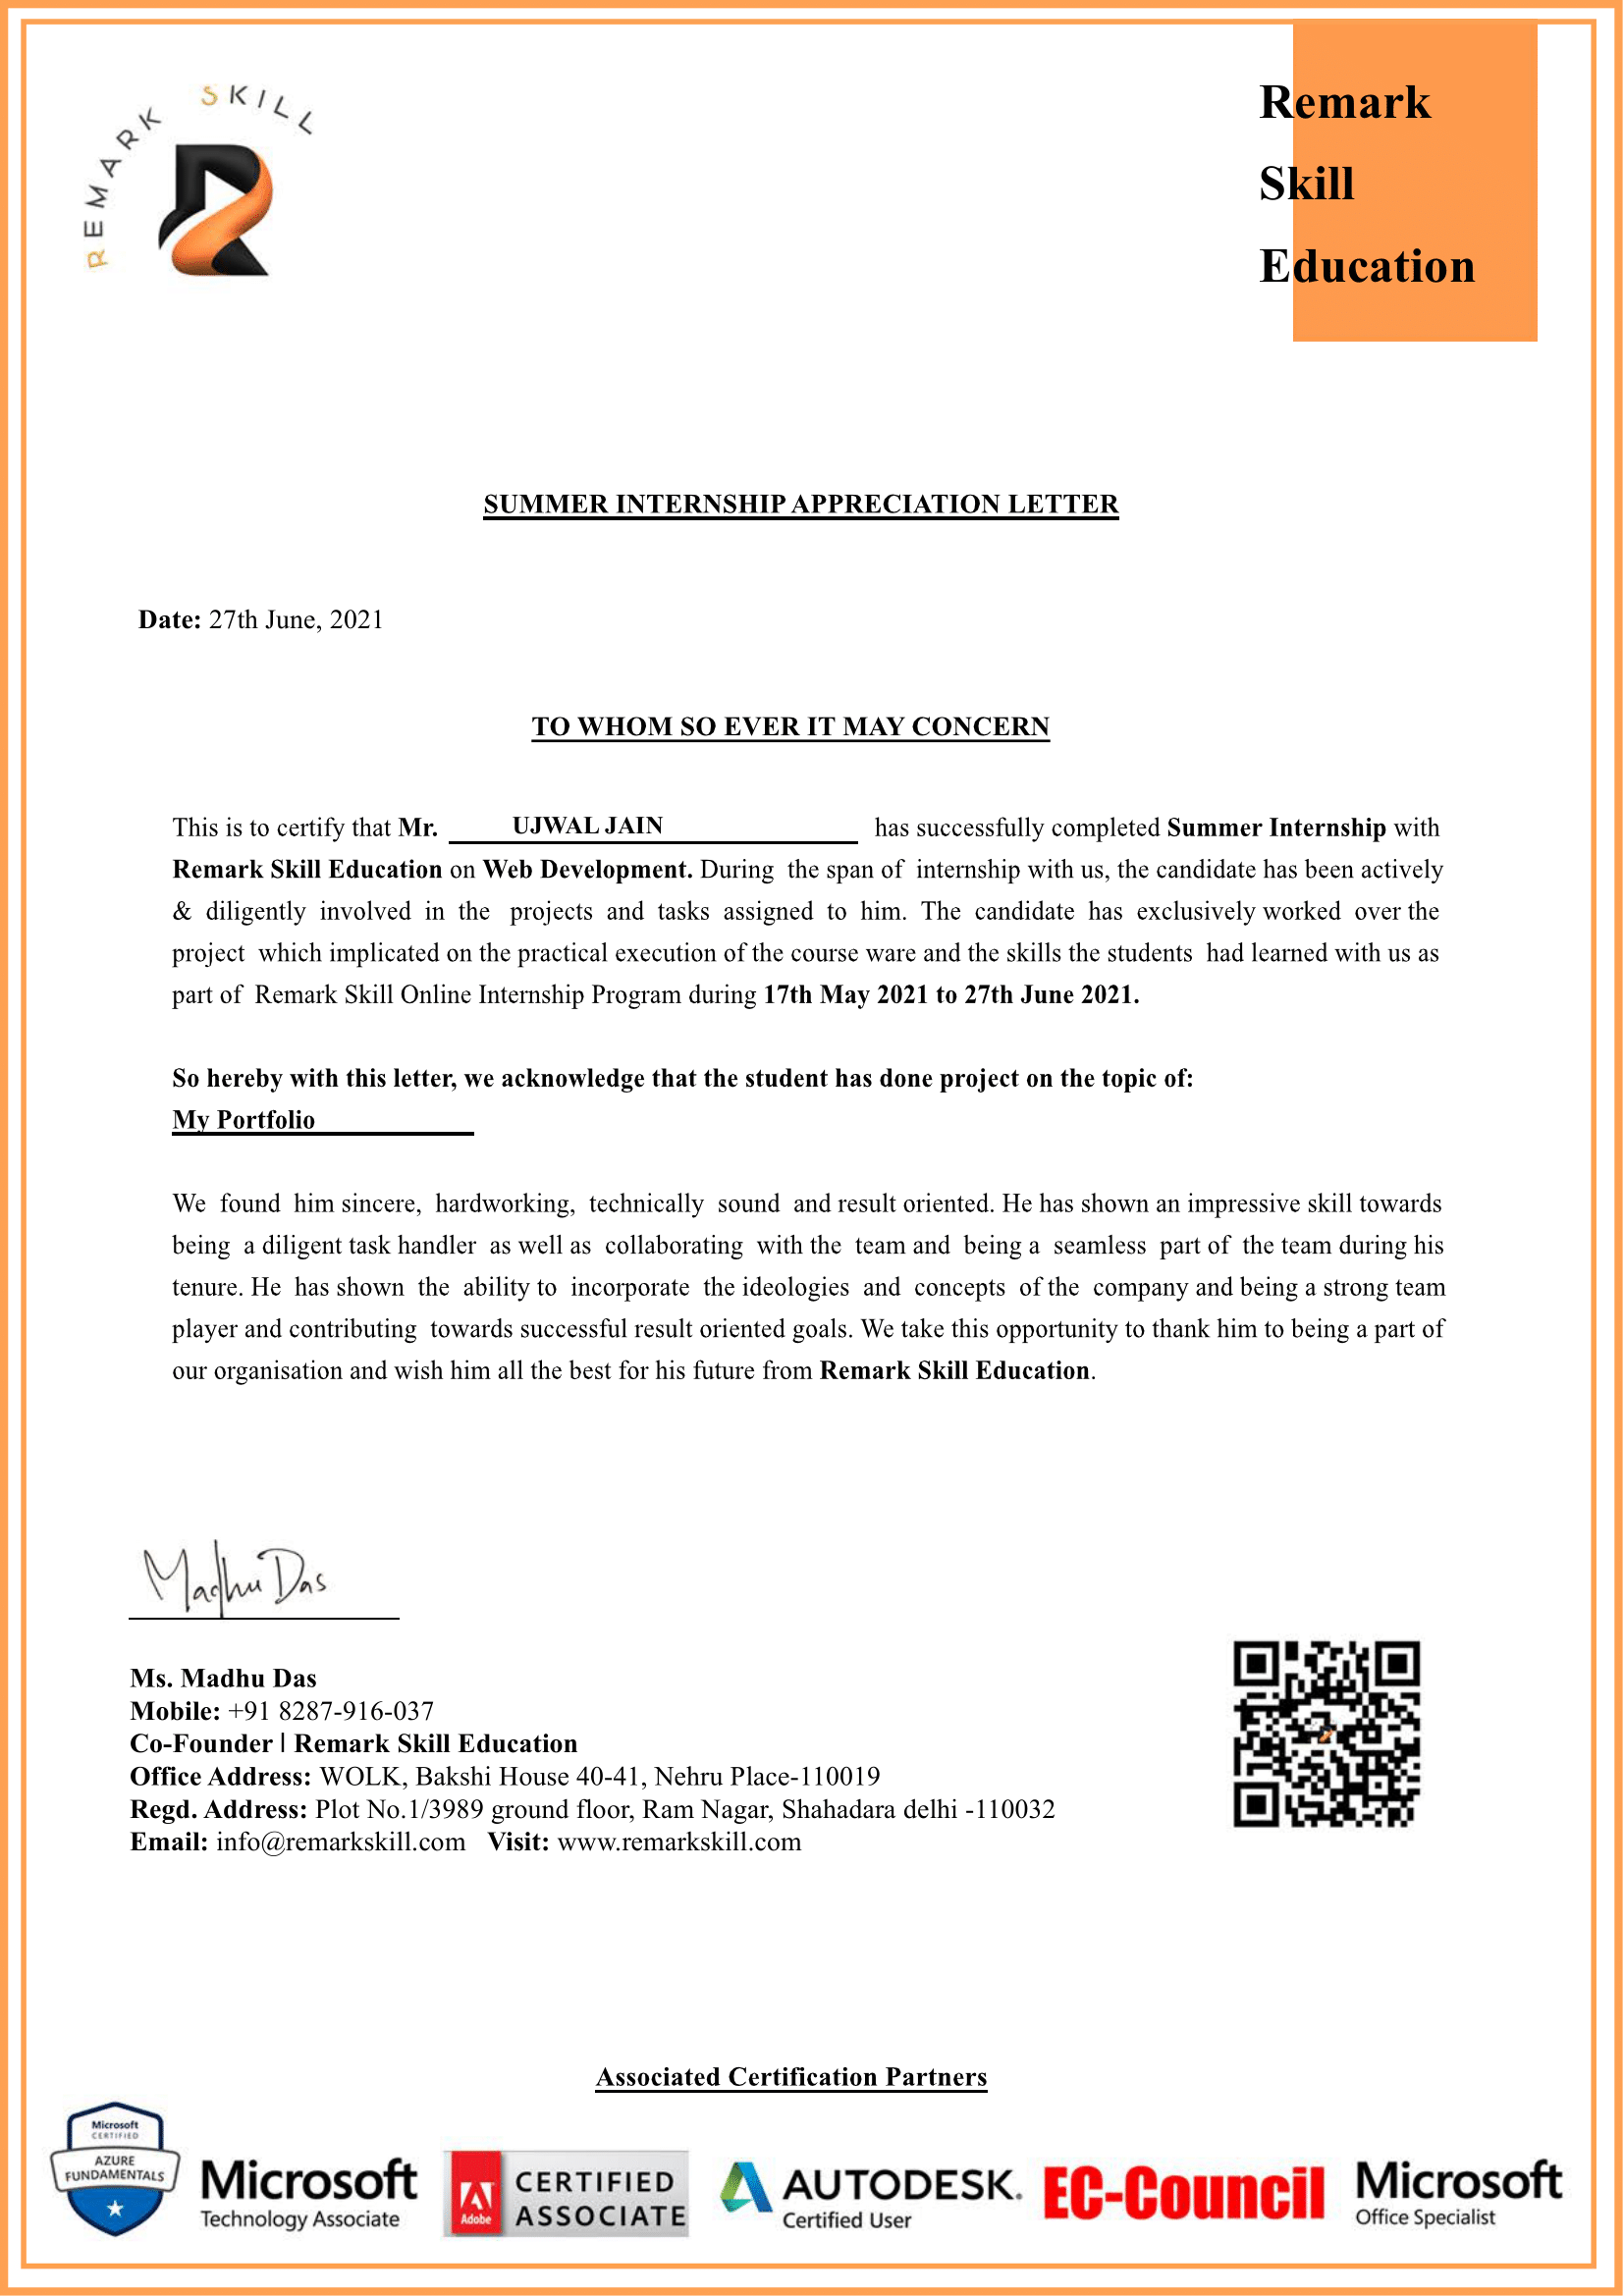 REMARK SKILL
Remark
Skill
Education
SUMMER INTERNSHIP APPRECIATION LETTER
Date: 27th June, 2021
TO WHOM SO EVER IT MAY CONCERN
This is to certify that Mr. UJWAL JAIN has successfully completed Summer Internship with
Remark Skill Education on Web Development. During the span of internship with us, the candidate has been actively
& diligently involved in the projects and tasks assigned to him. The candidate has exclusively worked over the
project which implicated on the practical execution of the course ware and the skills the students had learned with us as
part of Remark Skill Online Internship Program during 17th May 2021 to 27th June 2021.
So hereby with this letter, we acknowledge that the student has done project on the topic of:
My Portfolio
We found him sincere, hardworking, technically sound and result oriented. He has shown an impressive skill towards
being a diligent task handler as well as collaborating with the team and being a seamless part of the team during his
tenure. He has shown the ability to incorporate the ideologies and concepts of the company and being a strong team
player and contributing towards successful result oriented goals. We take this opportunity to thank him to being a part of
our organisation and wish him all the best for his future from Remark Skill Education.
Madhu Das
Ms. Madhu Das
Mobile: +91 8287-916-037
Co-Founder | Remark Skill Education
Office Address: WOLK, Bakshi House 40-41, Nehru Place-110019
Regd. Address: Plot No.1/3989 ground floor, Ram Nagar, Shahadara delhi -110032
Email: info@remarkskill.com Visit: www.remarkskill.com
Associated Certification Partners
Microsoft
CERTIFIED
AZURE
FUNDAMENTALS
Microsoft
Technology Associate
Adobe
CERTIFIED
ASSOCIATE
AUTODESK.
Certified User
EC-Council
Microsoft
Office Specialist